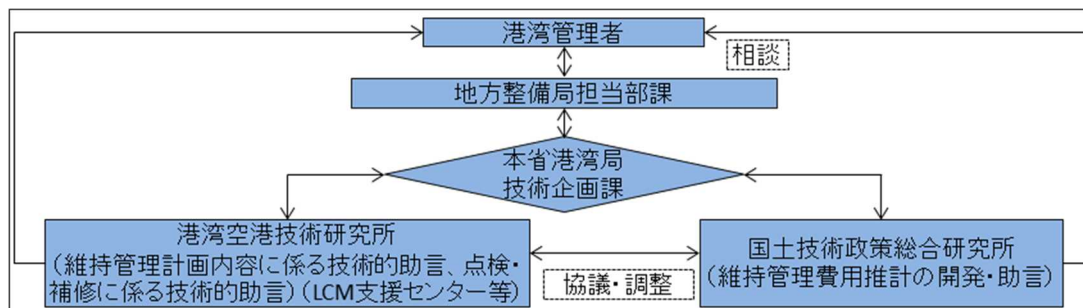 港湾管理者
相談
地方整備局担当部課
本省港湾局
技術企画課
港湾空港技術研究所
(維持管理計画内容に係る技術的助言、点検・
補修に係る技術的助言)(LCM支援センター等)
協議・調整
国土技術政策総合研究所
(維持管理費用推計の開発・助言)